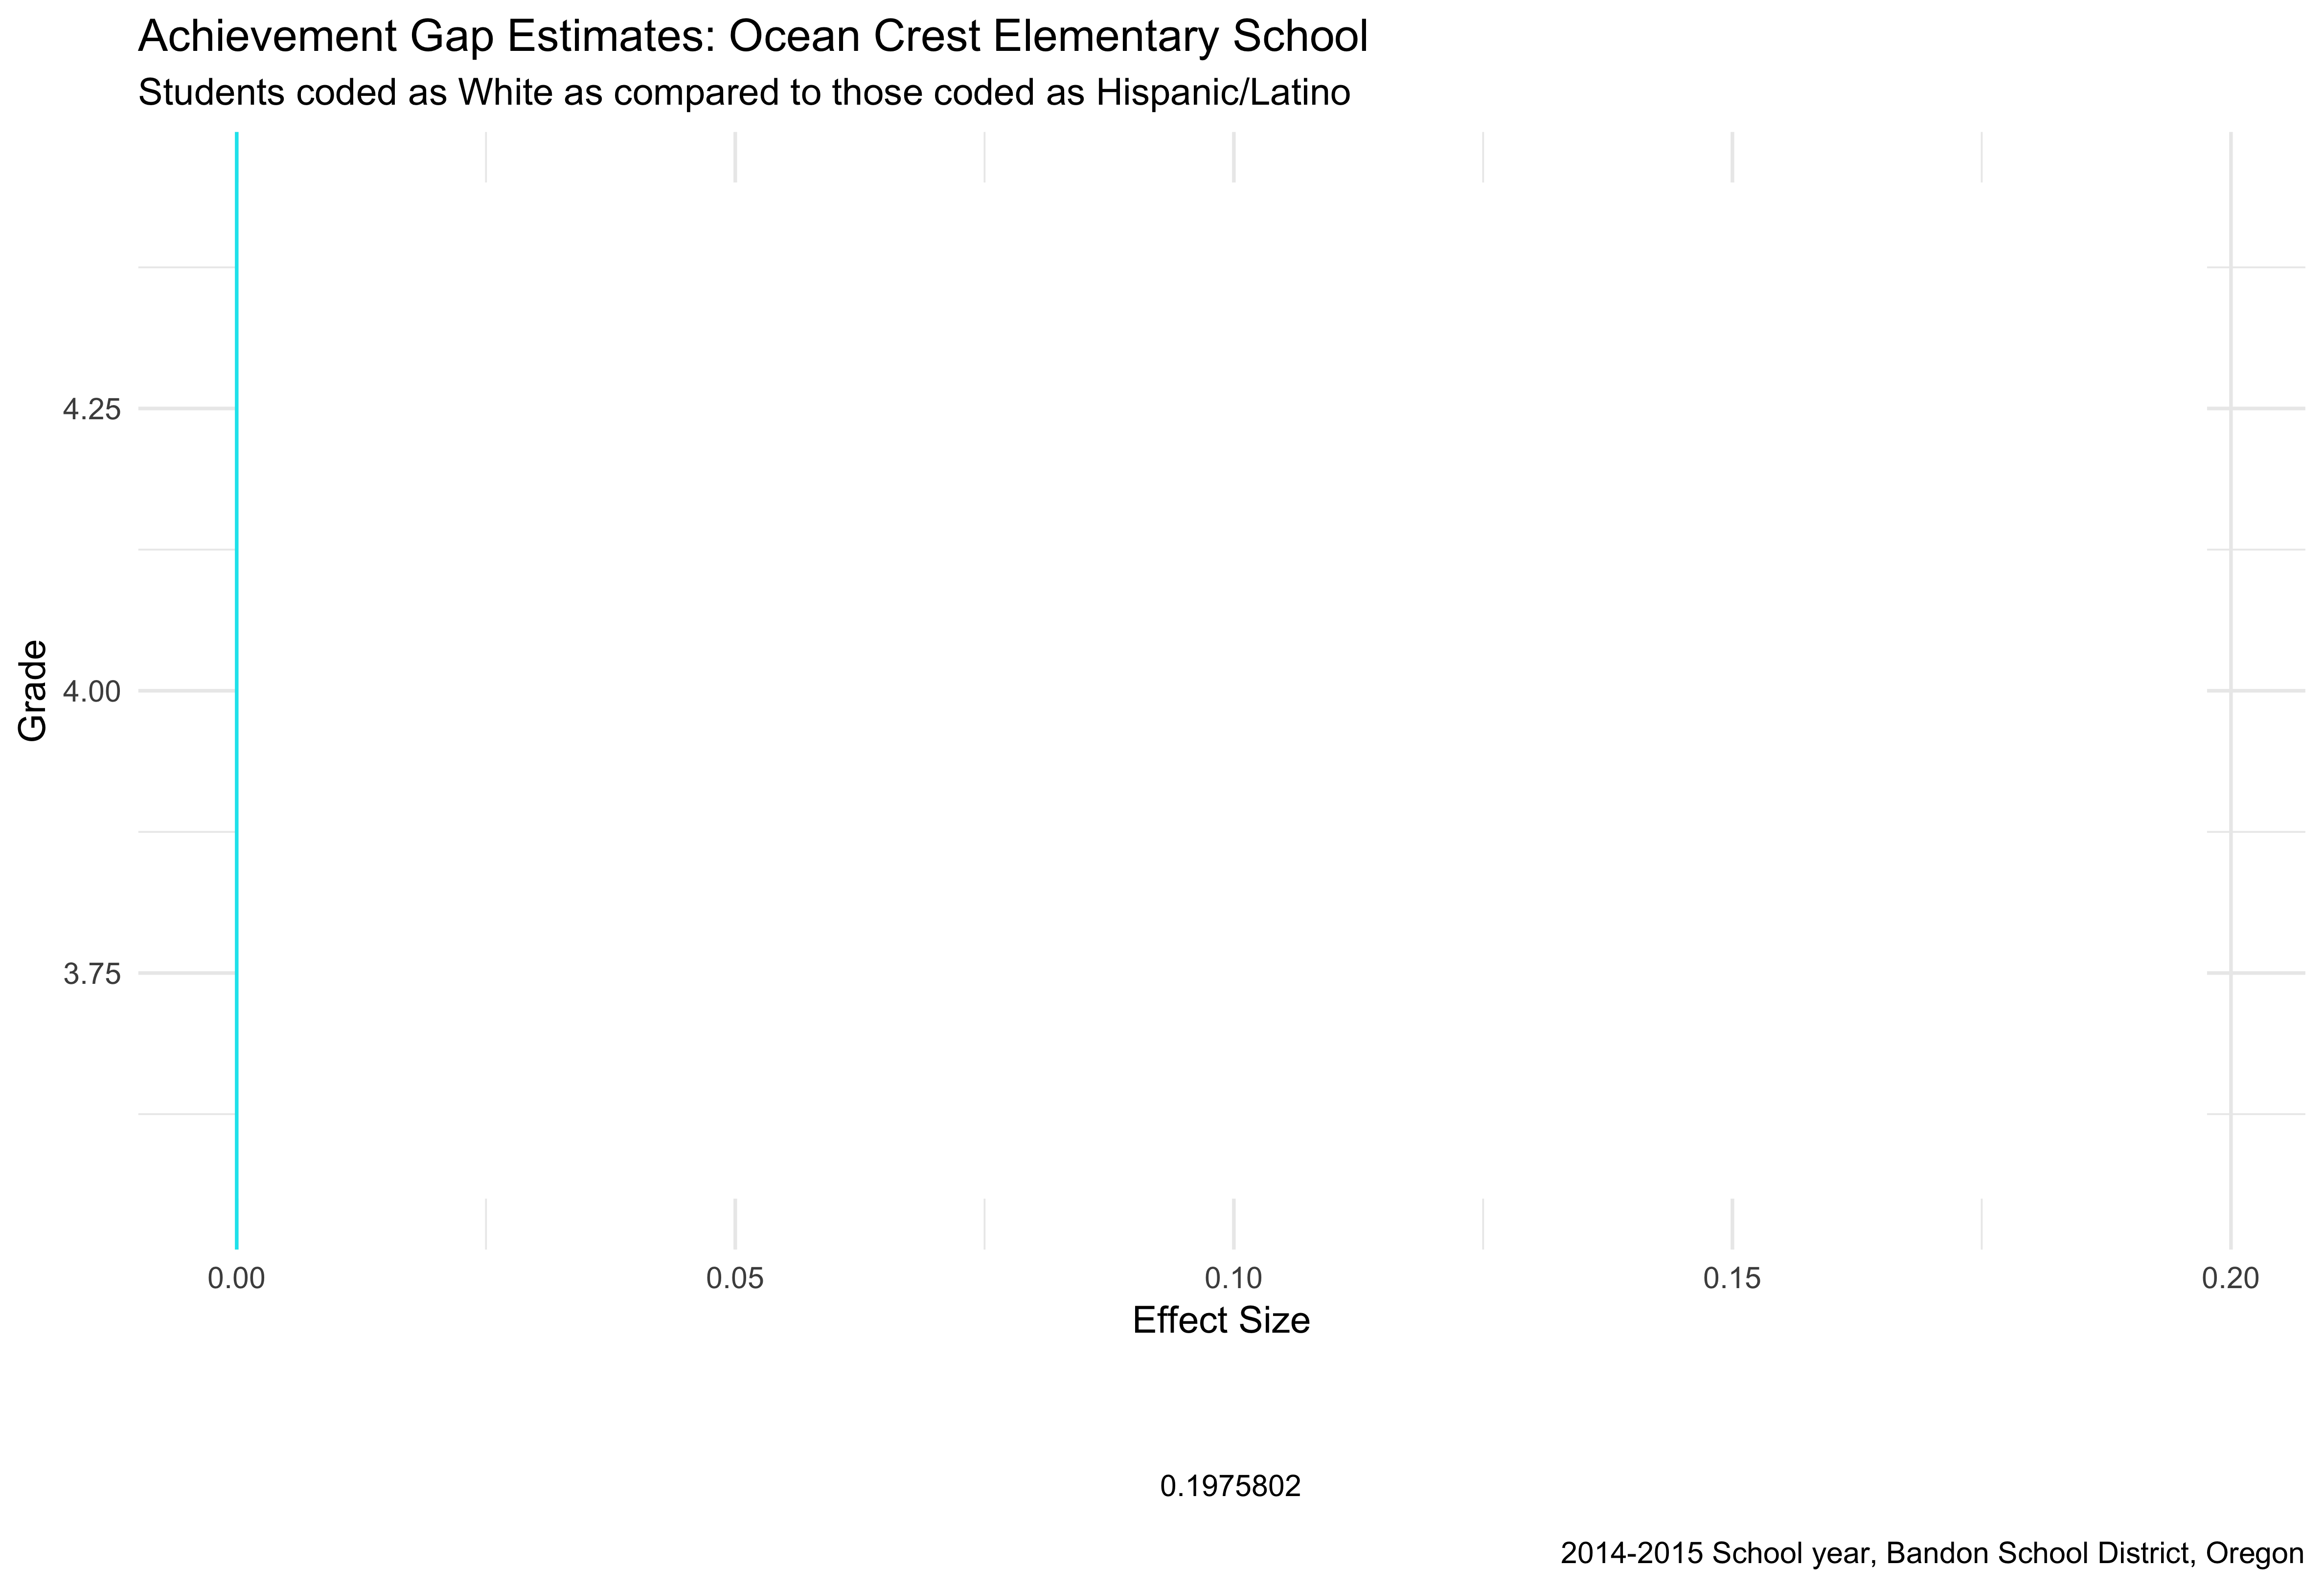 Achievement Gap Estimates: Ocean Crest Elementary School
Students coded as White as compared to those coded as Hispanic/Latino
Grade
4.25
4.00
3.75
0.00 0.05 0.10 0.15 0.20
Effect Size
0.1975802
2014-2015 School year, Bandon School District, Oregon